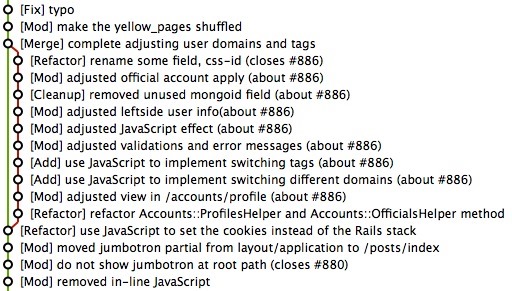 [Fix] typo
[Mod] make the yellow_pages shuffled
[Merge] complete adjusting user domains and tags
[Refactor] rename some field, css-id (closes #886)
[Mod] adjusted official account apply (about #886)
[Cleanup] removed unused mongoid field (about #886)
[Mod] adjusted leftside user info(about #886)
[Mod] adjusted JavaScript effect (about #886)
[Mod] adjusted validations and error messages (about #886)
[Add] use JavaScript to implement switching tags (about #886)
[Add] use JavaScript to implement switching different domains (about #886)
[Mod] adjusted view in /accounts/profile (about #886)
[Refactor] refactor Accounts::ProfilesHelper and Accounts::OfficialsHelper method
[Refactor] use JavaScript to set the cookies instead of the Rails stack
[Mod] moved jumbotron partial from layout/application to /posts/index
[Mod] do not show jumbotron at root path (closes #880)
[Mod] removed in-line JavaScript